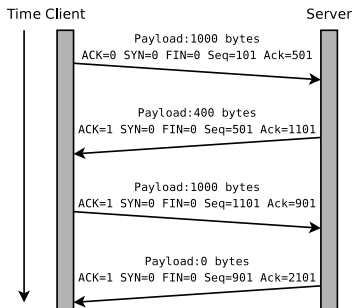 Time Client Server
Payload:1000 bytes
ACK=0 SYN=0 FIN=0 Seq=101 Ack=501
Payload:400 bytes
ACK=1 SYN=0 FIN=0 Seq=501 Ack=1101
Payload:1000 bytes
ACK=1 SYN=0 FIN=0 Seq=1101 Ack=901
Payload:0 bytes
ACK=1 SYN=0 FIN=0 Seq=901 Ack=2101